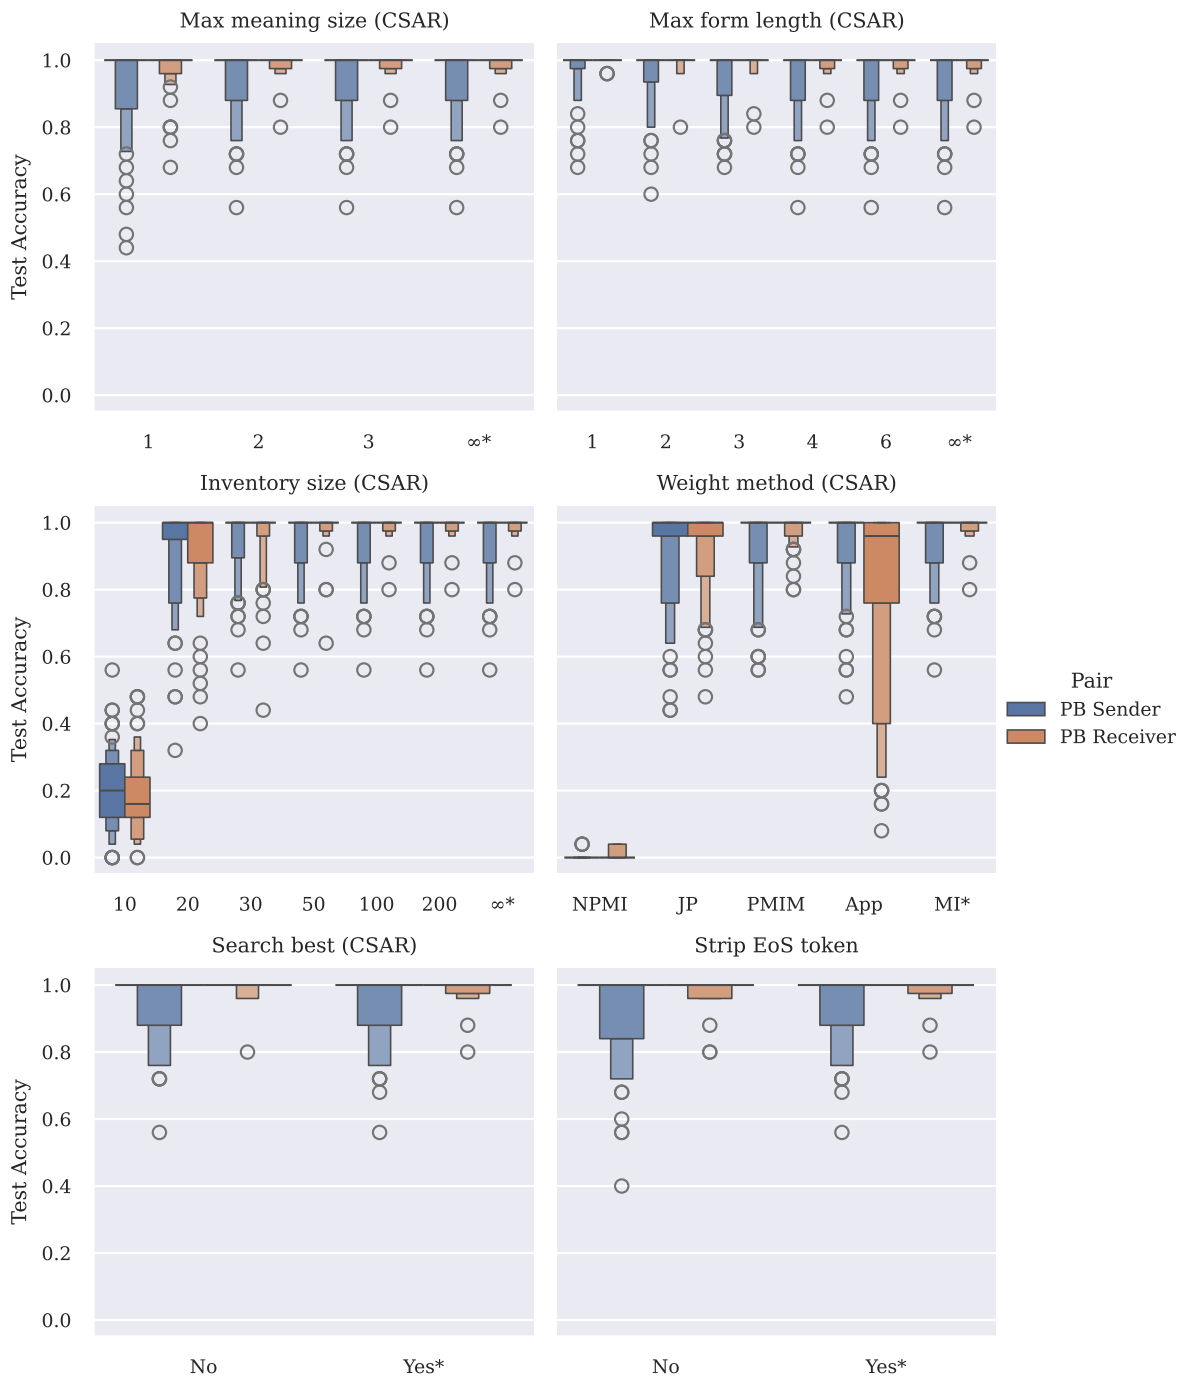 Max meaning size (CSAR)
Max form length (CSAR)
Test Accuracy
1.0
0.8
0.6
0.4
0.2
0.0
1 2 3 ∞*
1 2 3 4 6 ∞*
Inventory size (CSAR)
Weight method (CSAR)
Test Accuracy
1.0
0.8
0.6
0.4
0.2
0.0
10 20 30 50 100 200 ∞*
NPMI JP PMIM App MI*
Pair
PB Sender
PB Receiver
Search best (CSAR)
Strip EoS token
Test Accuracy
1.0
0.8
0.6
0.4
0.2
0.0
No Yes*
No Yes*